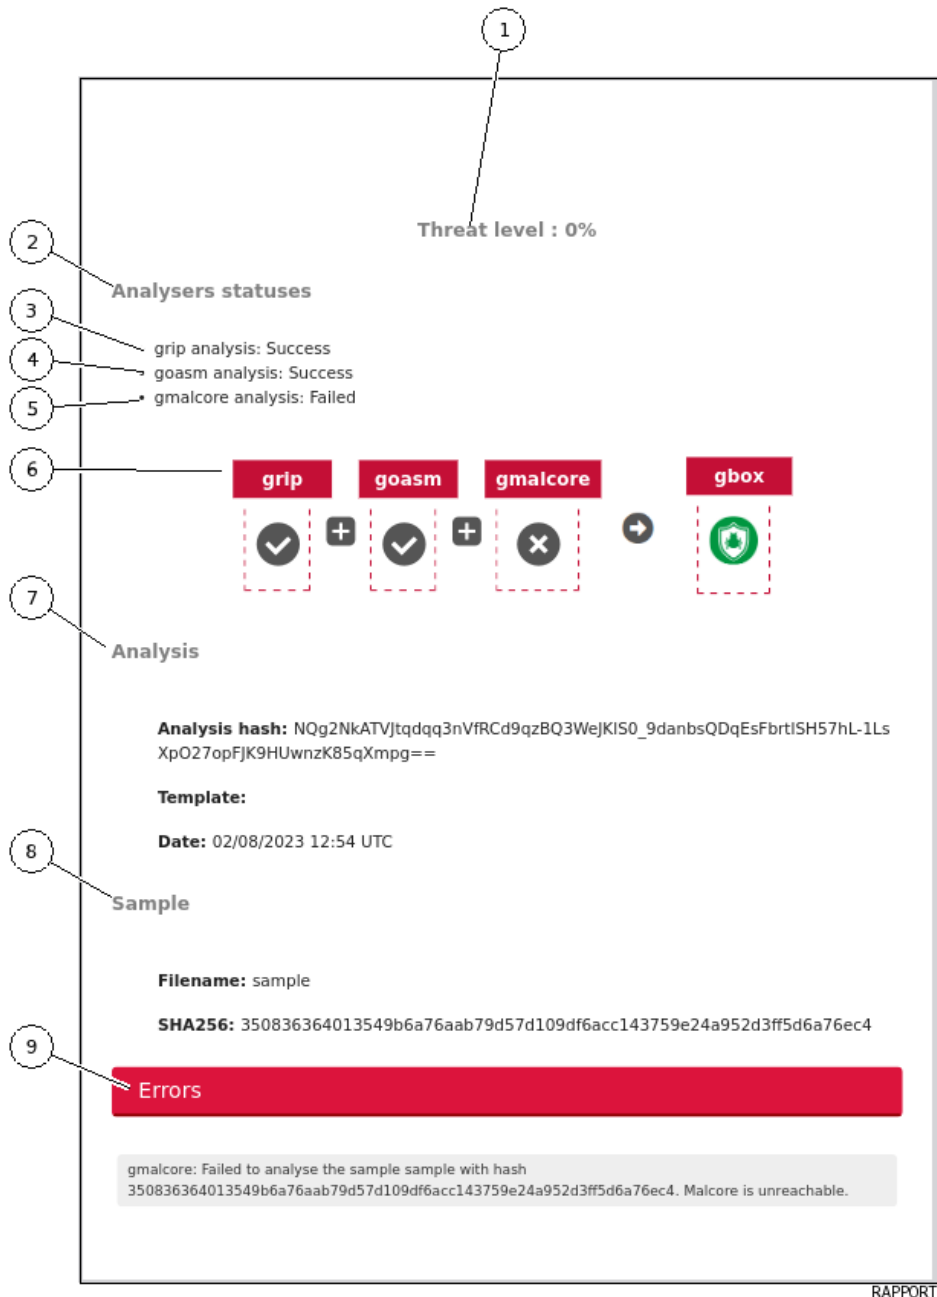 1
Threat level : 0%
2
Analysers statuses
3
grip analysis: Success
4
goasm analysis: Success
5
gmalcore analysis: Failed
6
grip goasm gmalcore gbox
7
Analysis
Analysis hash: NQg2NkATVJtqdqq3nVfRCd9qzBQ3WeJKIS0_9danbsQDqEsFbrtISH57hL-1Ls
XpO27opFJK9HUwnzK85qXmpg==
Template:
Date: 02/08/2023 12:54 UTC
8
Sample
Filename: sample
SHA256: 350836364013549b6a76aab79d57d109df6acc143759e24a952d3ff5d6a76ec4
9
Errors
gmalcore: Failed to analyse the sample sample with hash
350836364013549b6a76aab79d57d109df6acc143759e24a952d3ff5d6a76ec4. Malcore is unreachable.
RAPPORT